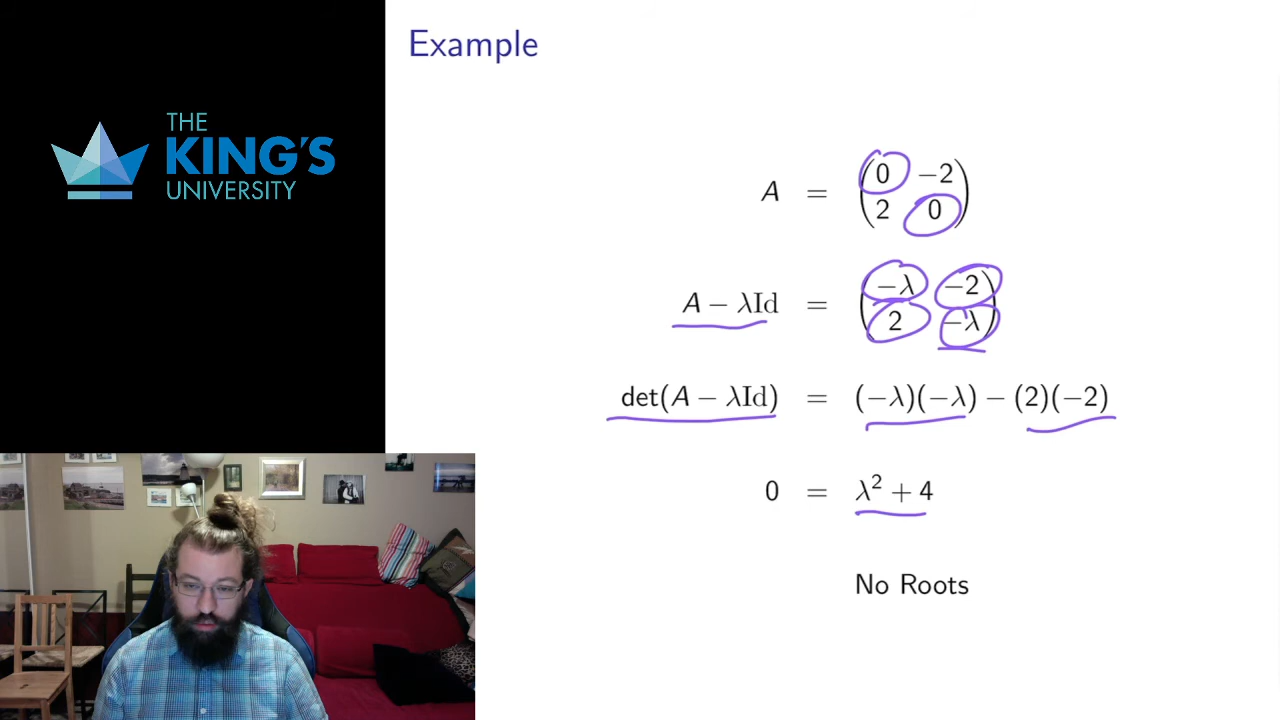 THE
KING'S
UNIVERSITY
Example
A = (0 −2
2 0)
A − λId = (−λ −2
2 −λ)
det(A − λId) = (−λ)(−λ) − (2)(−2)
0 = λ² + 4
No Roots